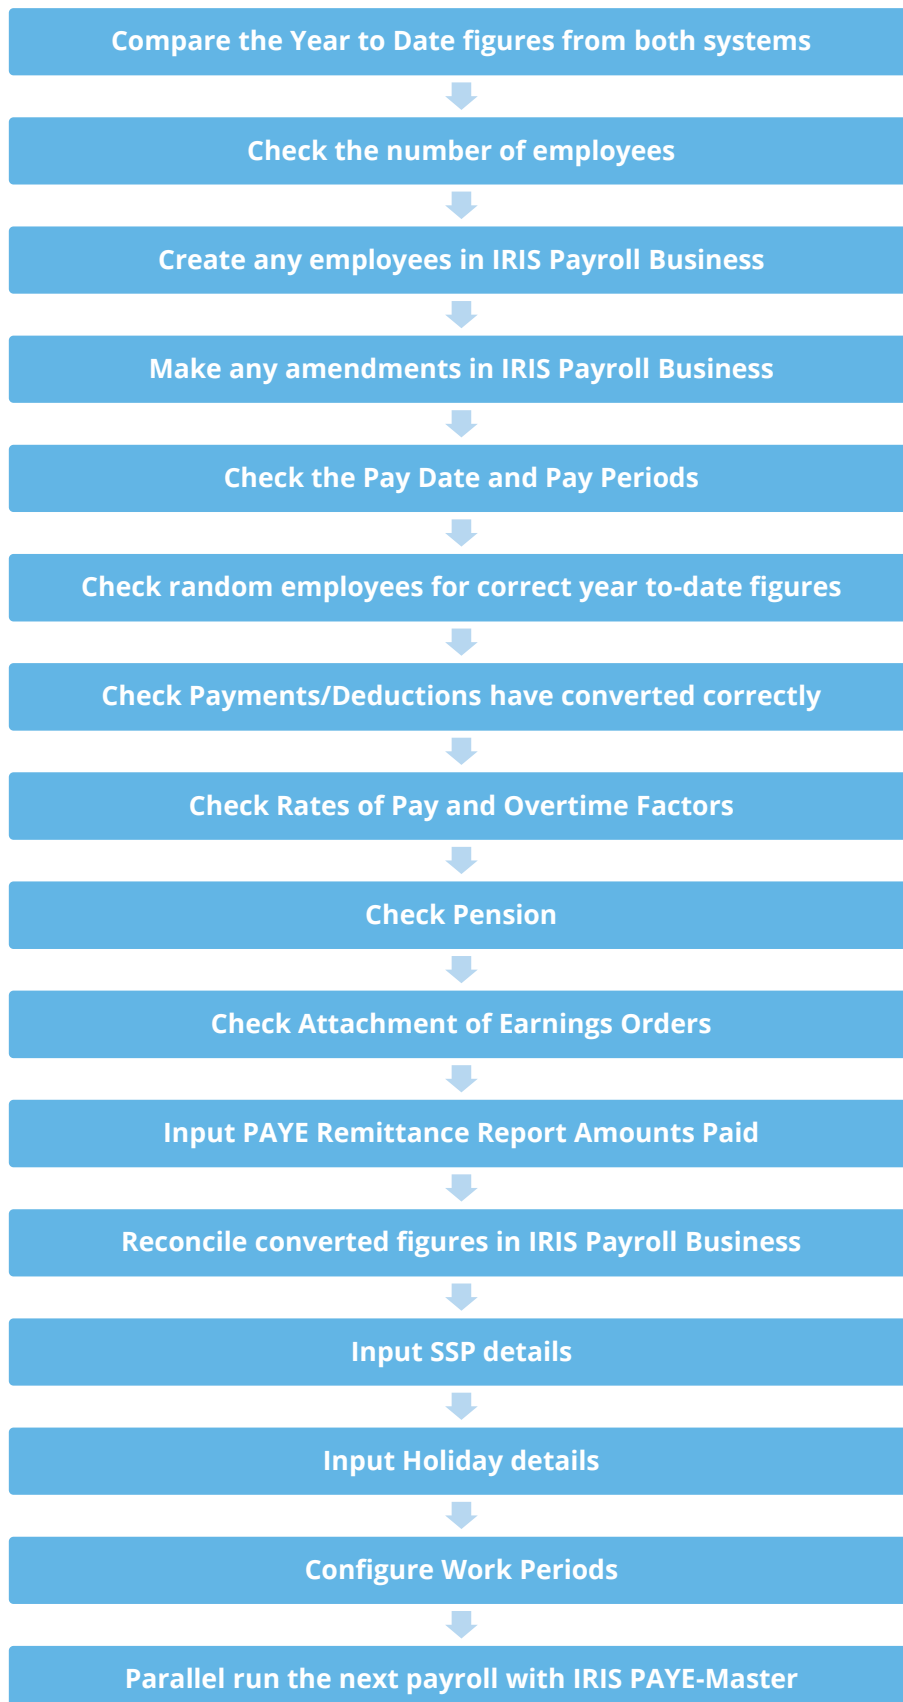 Compare the Year to Date figures from both systems
Check the number of employees
Create any employees in IRIS Payroll Business
Make any amendments in IRIS Payroll Business
Check the Pay Date and Pay Periods
Check random employees for correct year to-date figures
Check Payments/Deductions have converted correctly
Check Rates of Pay and Overtime Factors
Check Pension
Check Attachment of Earnings Orders
Input PAYE Remittance Report Amounts Paid
Reconcile converted figures in IRIS Payroll Business
Input SSP details
Input Holiday details
Configure Work Periods
Parallel run the next payroll with IRIS PAYE-Master